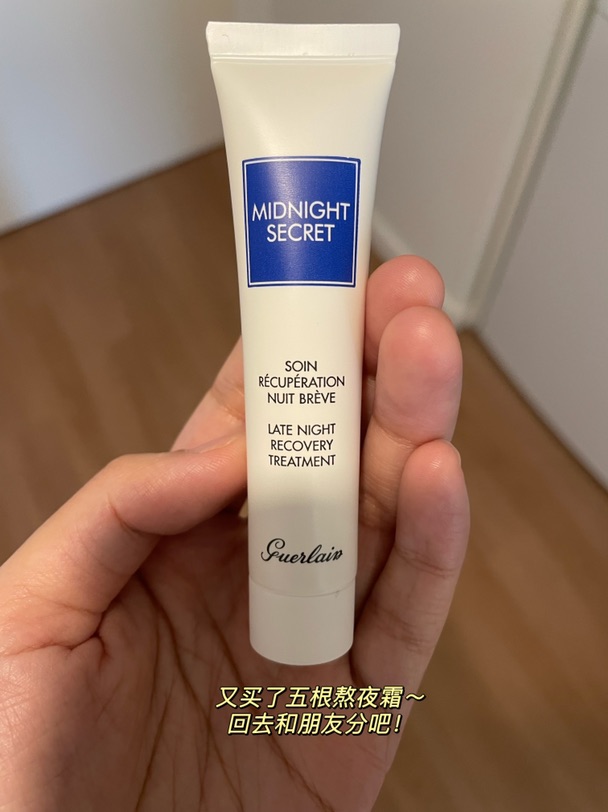 MIDNIGHT
SECRET
SOIN
RÉCUPÉRATION
NUIT BRÈVE
LATE NIGHT
RECOVERY
TREATMENT
Guerlain
又买了五根熬夜霜～
回去和朋友分吧！